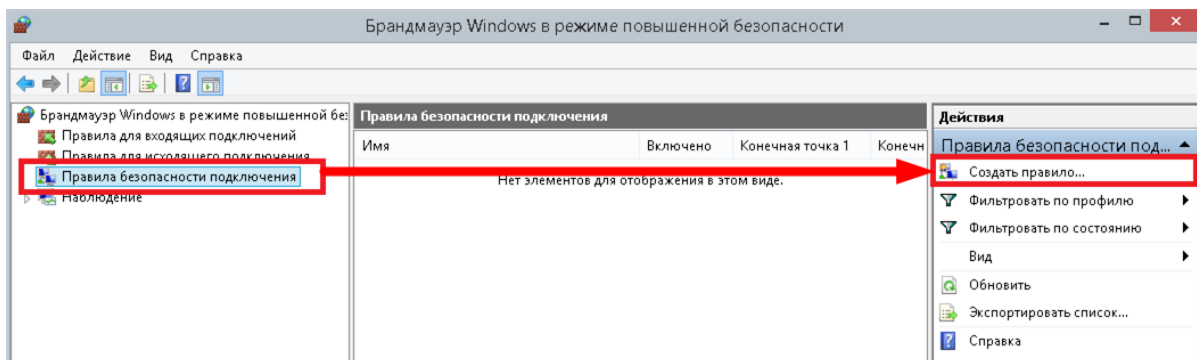 Брандмауэр Windows в режиме повышенной безопасности
Файл Действие Вид Справка
Брандмауэр Windows в режиме повышенной без
Правила для входящих подключений
Правила для исходящего подключения
Правила безопасности подключения
Наблюдение
Правила безопасности подключения
Имя Включено Конечная точка 1 Конечн
Нет элементов для отображения в этом виде.
Действия
Правила безопасности под...
Создать правило...
Фильтровать по профилю
Фильтровать по состоянию
Вид
Обновить
Экспортировать список...
Справка